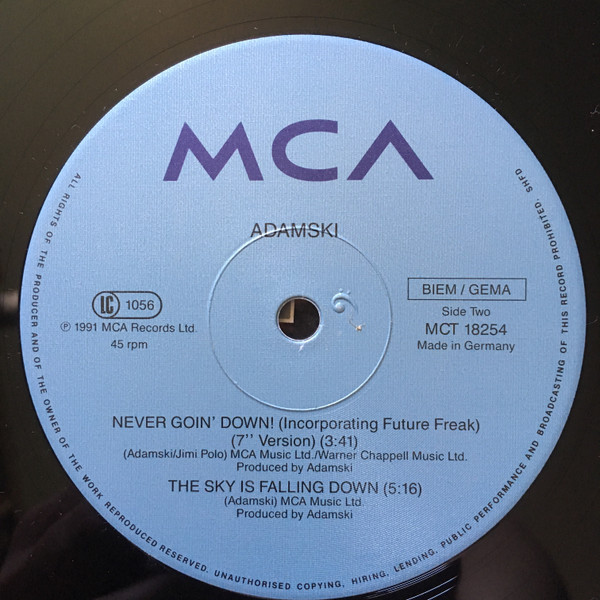 MCA
ADAMSKI
LC 1056
℗ 1991 MCA Records Ltd.
45 rpm
BIEM / GEMA
Side Two
MCT 18254
Made in Germany
NEVER GOIN' DOWN! (Incorporating Future Freak)
(7'' Version) (3:41)
(Adamski/Jimi Polo) MCA Music Ltd./Warner Chappell Music Ltd.
Produced by Adamski
THE SKY IS FALLING DOWN (5:16)
(Adamski) MCA Music Ltd
Produced by Adamski
ALL RIGHTS OF THE PRODUCER AND OF THE OWNER OF THE WORK REPRODUCED RESERVED. UNAUTHORISED COPYING, HIRING, LENDING, PUBLIC PERFORMANCE AND BROADCASTING OF THIS RECORD PROHIBITED. SHFD